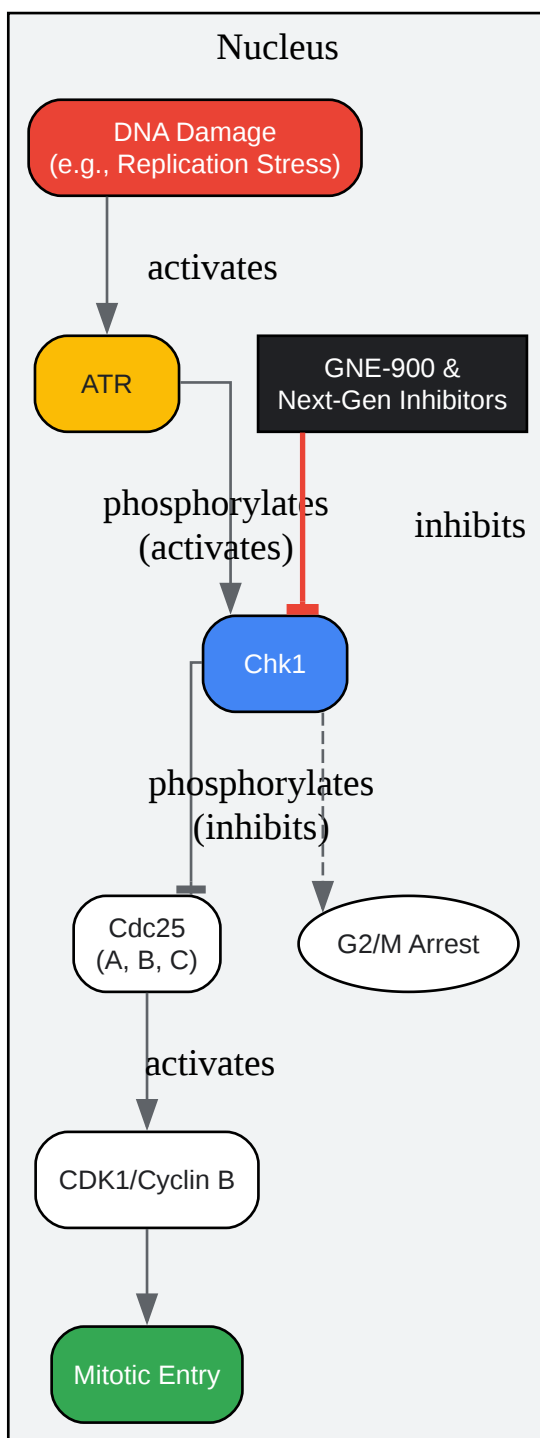 Nucleus
DNA Damage
(e.g., Replication Stress)
activates
ATR
GNE-900 &
Next-Gen Inhibitors
phosphorylates
(activates)
inhibits
Chk1
phosphorylates
(inhibits)
Cdc25
(A, B, C)
G2/M Arrest
activates
CDK1/Cyclin B
Mitotic Entry